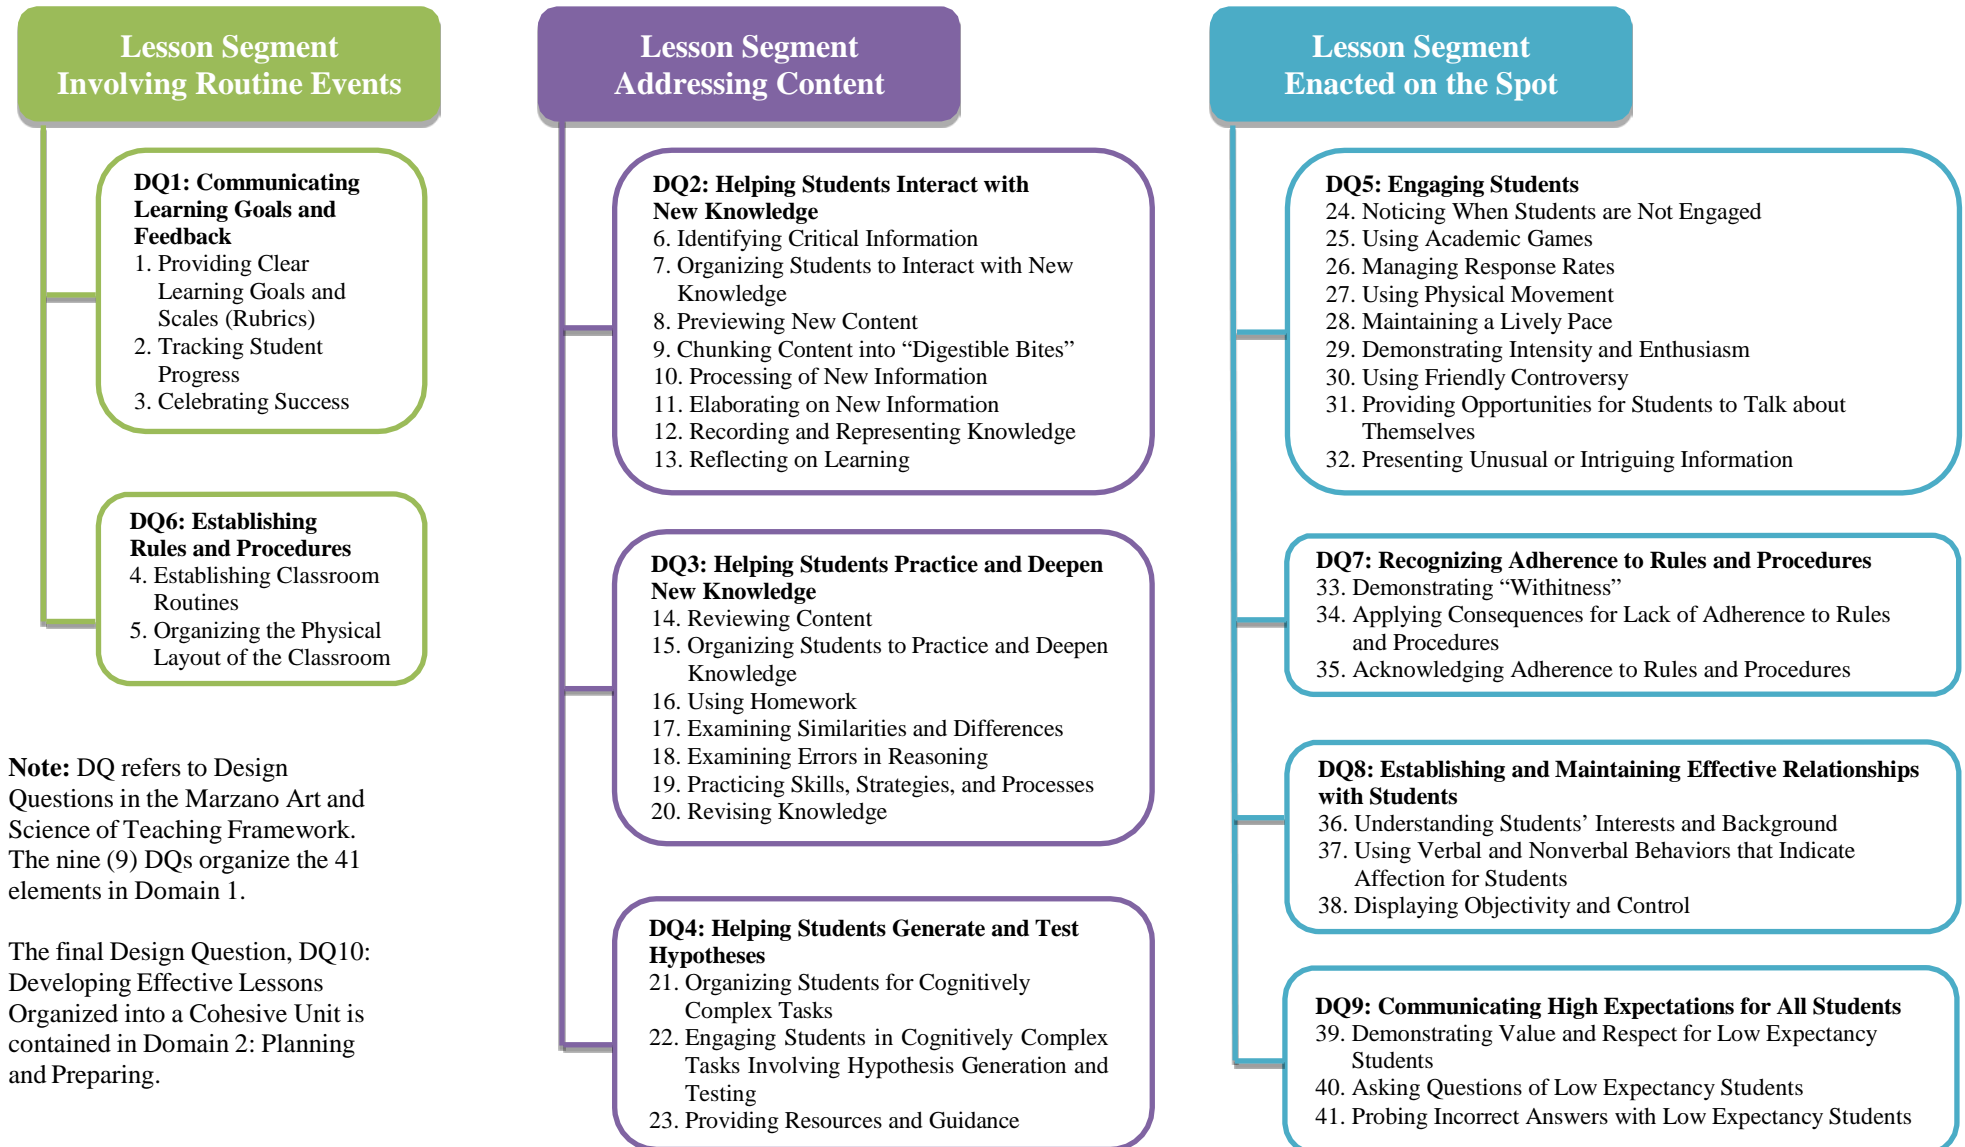 Lesson Segment
Involving Routine Events
DQ1: Communicating
Learning Goals and
Feedback
1. Providing Clear
Learning Goals and
Scales (Rubrics)
2. Tracking Student
Progress
3. Celebrating Success
DQ6: Establishing
Rules and Procedures
4. Establishing Classroom
Routines
5. Organizing the Physical
Layout of the Classroom
Note: DQ refers to Design
Questions in the Marzano Art and
Science of Teaching Framework.
The nine (9) DQs organize the 41
elements in Domain 1.
The final Design Question, DQ10:
Developing Effective Lessons
Organized into a Cohesive Unit is
contained in Domain 2: Planning
and Preparing.
Lesson Segment
Addressing Content
DQ2: Helping Students Interact with
New Knowledge
6. Identifying Critical Information
7. Organizing Students to Interact with New
Knowledge
8. Previewing New Content
9. Chunking Content into “Digestible Bites”
10. Processing of New Information
11. Elaborating on New Information
12. Recording and Representing Knowledge
13. Reflecting on Learning
DQ3: Helping Students Practice and Deepen
New Knowledge
14. Reviewing Content
15. Organizing Students to Practice and Deepen
Knowledge
16. Using Homework
17. Examining Similarities and Differences
18. Examining Errors in Reasoning
19. Practicing Skills, Strategies, and Processes
20. Revising Knowledge
DQ4: Helping Students Generate and Test
Hypotheses
21. Organizing Students for Cognitively
Complex Tasks
22. Engaging Students in Cognitively Complex
Tasks Involving Hypothesis Generation and
Testing
23. Providing Resources and Guidance
Lesson Segment
Enacted on the Spot
DQ5: Engaging Students
24. Noticing When Students are Not Engaged
25. Using Academic Games
26. Managing Response Rates
27. Using Physical Movement
28. Maintaining a Lively Pace
29. Demonstrating Intensity and Enthusiasm
30. Using Friendly Controversy
31. Providing Opportunities for Students to Talk about
Themselves
32. Presenting Unusual or Intriguing Information
DQ7: Recognizing Adherence to Rules and Procedures
33. Demonstrating “Withitness”
34. Applying Consequences for Lack of Adherence to Rules
and Procedures
35. Acknowledging Adherence to Rules and Procedures
DQ8: Establishing and Maintaining Effective Relationships
with Students
36. Understanding Students’ Interests and Background
37. Using Verbal and Nonverbal Behaviors that Indicate
Affection for Students
38. Displaying Objectivity and Control
DQ9: Communicating High Expectations for All Students
39. Demonstrating Value and Respect for Low Expectancy
Students
40. Asking Questions of Low Expectancy Students
41. Probing Incorrect Answers with Low Expectancy Students